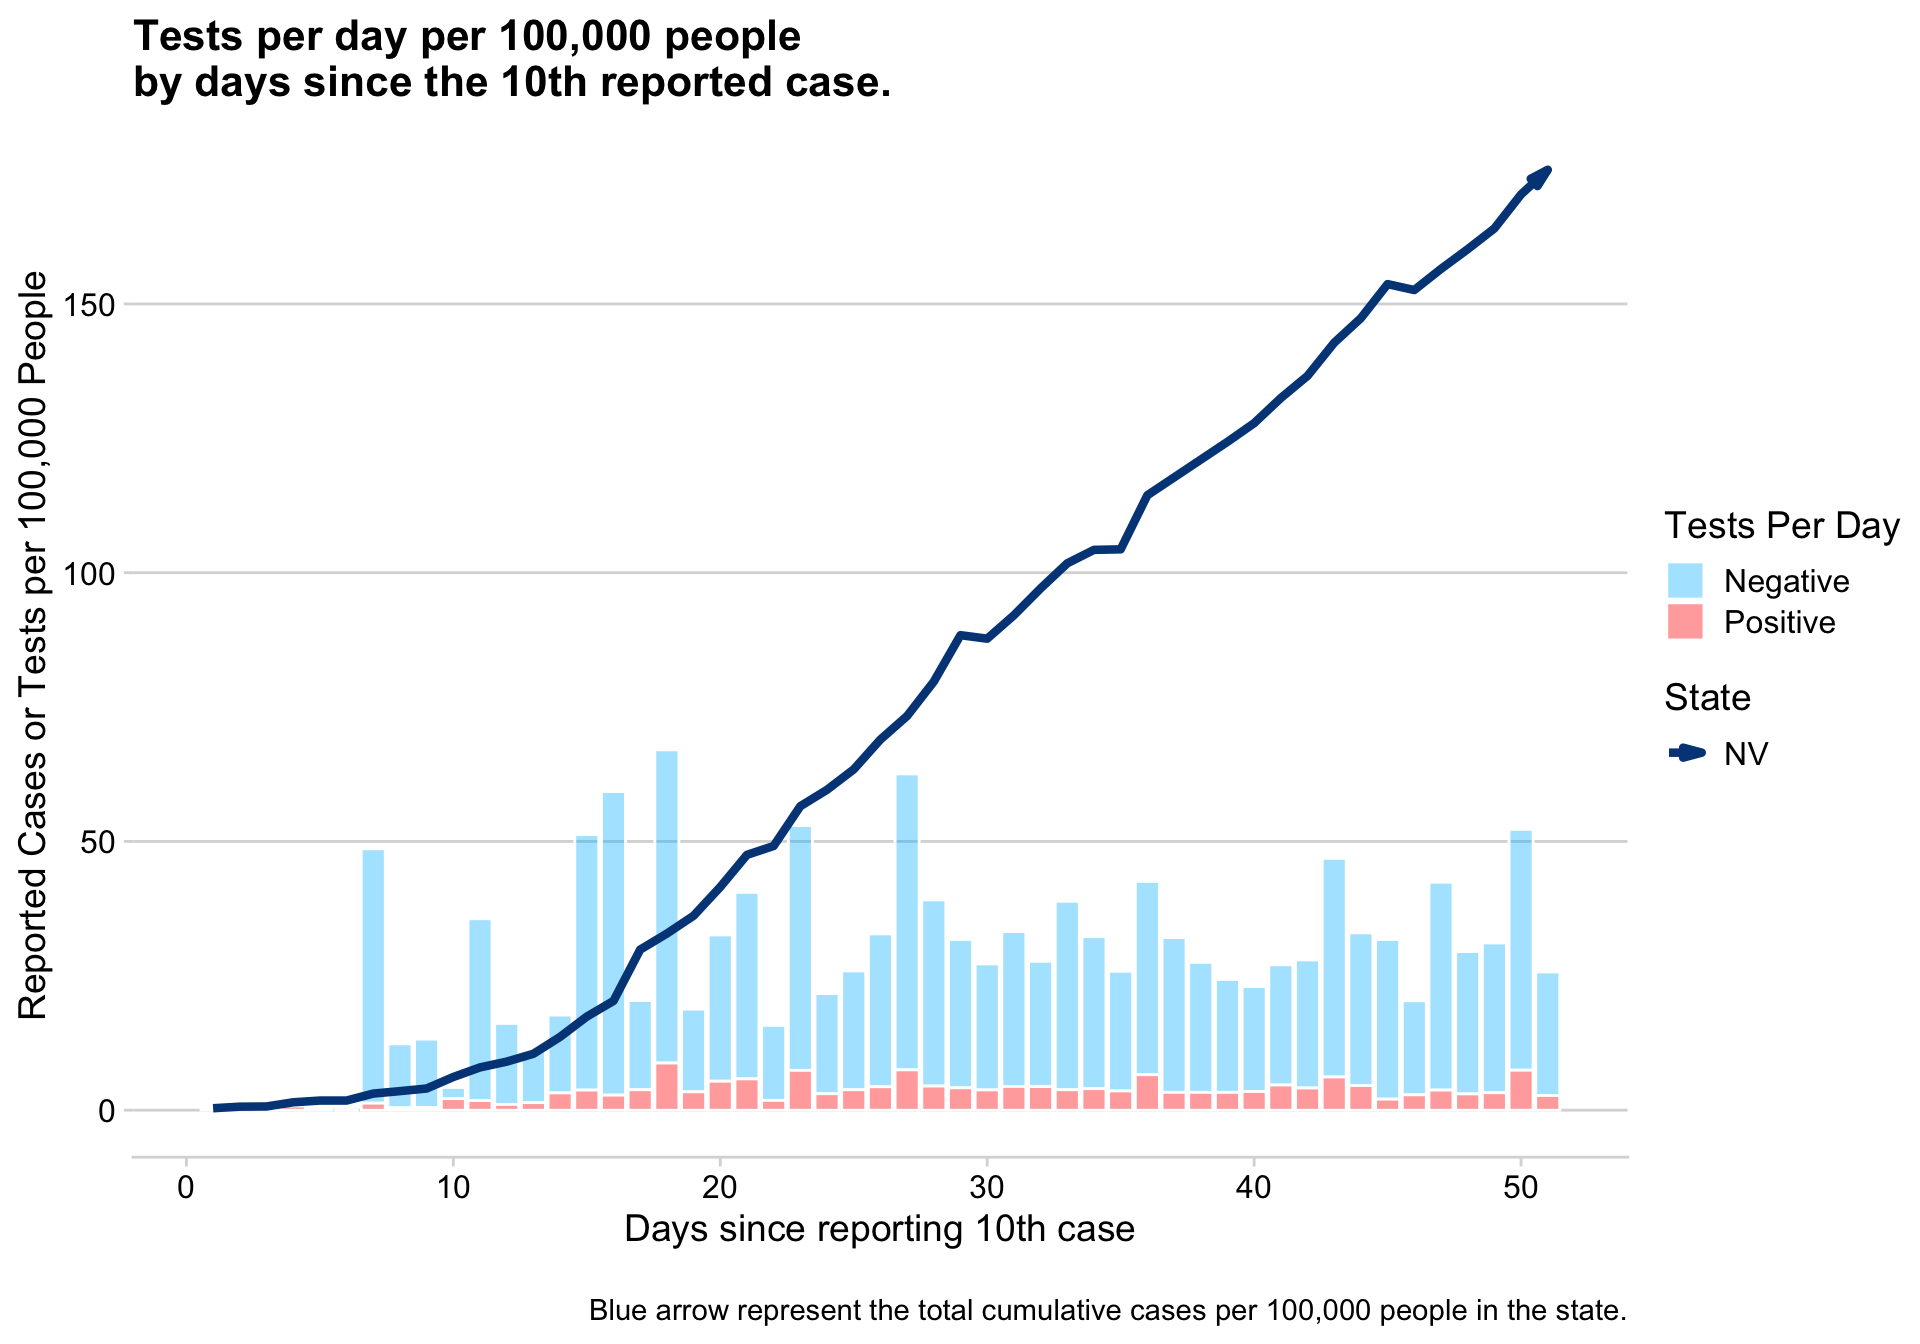 Tests per day per 100,000 people
by days since the 10th reported case.
Reported Cases or Tests per 100,000 People
150
100
50
0
0 10 20 30 40 50
Days since reporting 10th case
Tests Per Day
Negative
Positive
State
NV
Blue arrow represent the total cumulative cases per 100,000 people in the state.